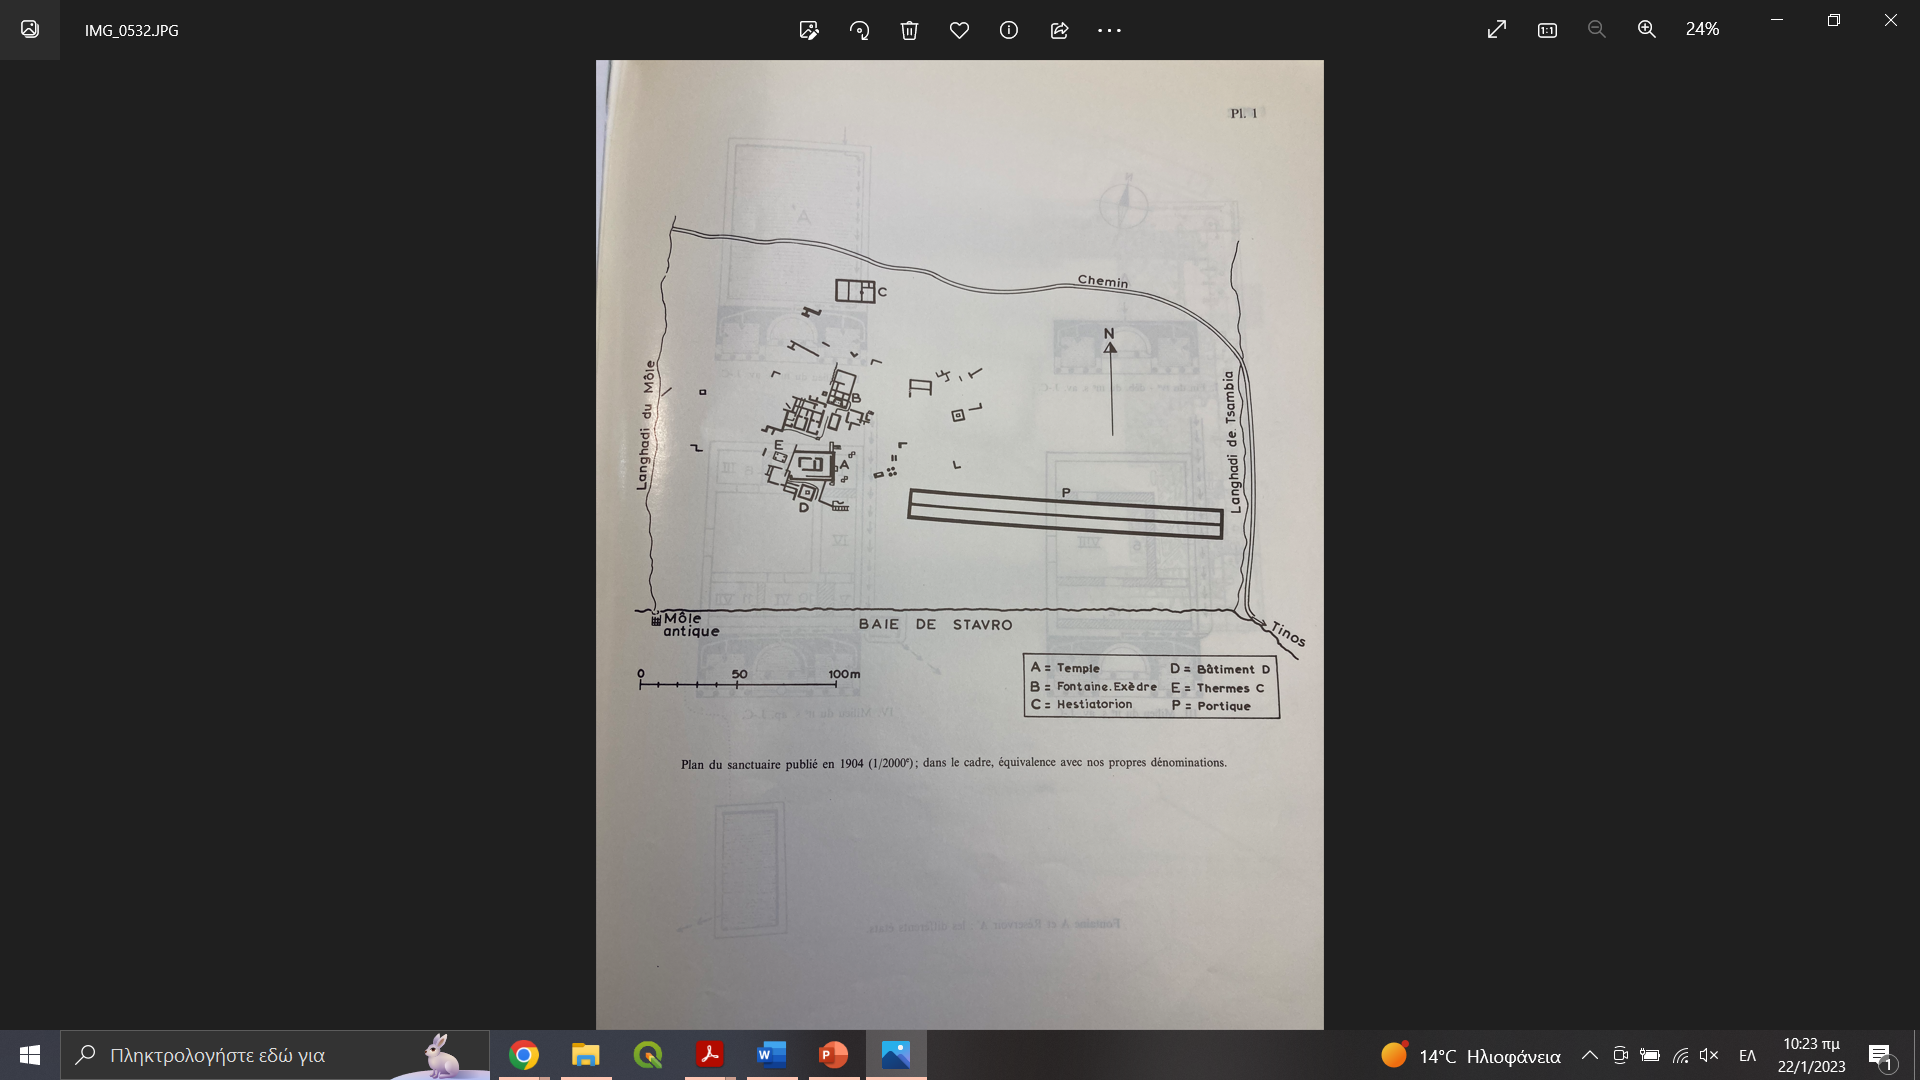 IMG_0532.JPG
24%
Pl. 1
C
Chemin
N
Langhadi du Môle
B
Langhadi de Tsambia
E
A
P
D
Môle
antique
BAIE DE STAVRO
Tinos
0 50 100m
A = Temple D = Bâtiment D
B = Fontaine.Exèdre E = Thermes C
C = Hestiatorion P = Portique
Plan du sanctuaire publié en 1904 (1/2000e); dans le cadre, équivalence avec nos propres dénominations.
Πληκτρολογήστε εδώ για
14°C Ηλιοφάνεια
ΕΛ
10:23 πμ
22/1/2023
1